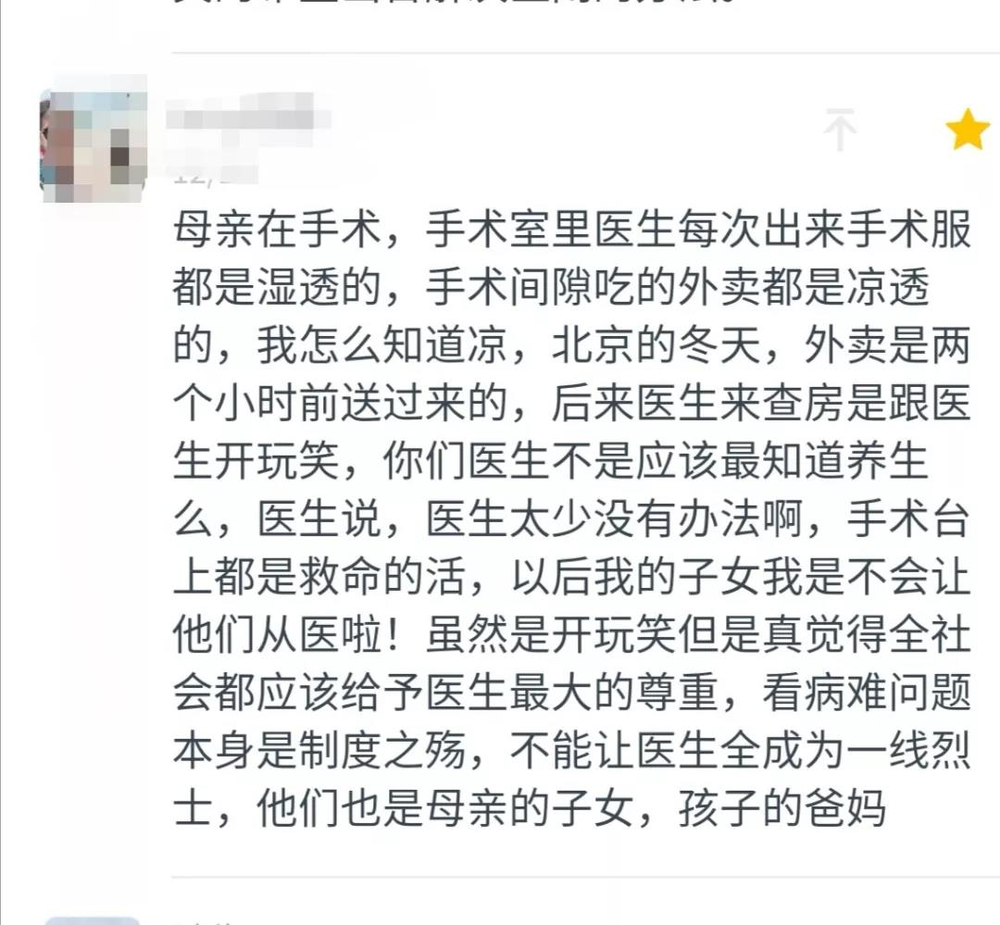 母亲在手术，手术室里医生每次出来手术服
都是湿透的，手术间隙吃的外卖都是凉透
的，我怎么知道凉，北京的冬天，外卖是两
个小时前送过来的，后来医生来查房是跟医
生开玩笑，你们医生不是应该最知道养生
么，医生说，医生太少没有办法啊，手术台
上都是救命的活，以后我的子女我是不会让
他们从医啦！虽然是开玩笑但是真觉得全社
会都应该给予医生最大的尊重，看病难问题
本身是制度之殇，不能让医生全成为一线烈
士，他们也是母亲的子女，孩子的爸妈